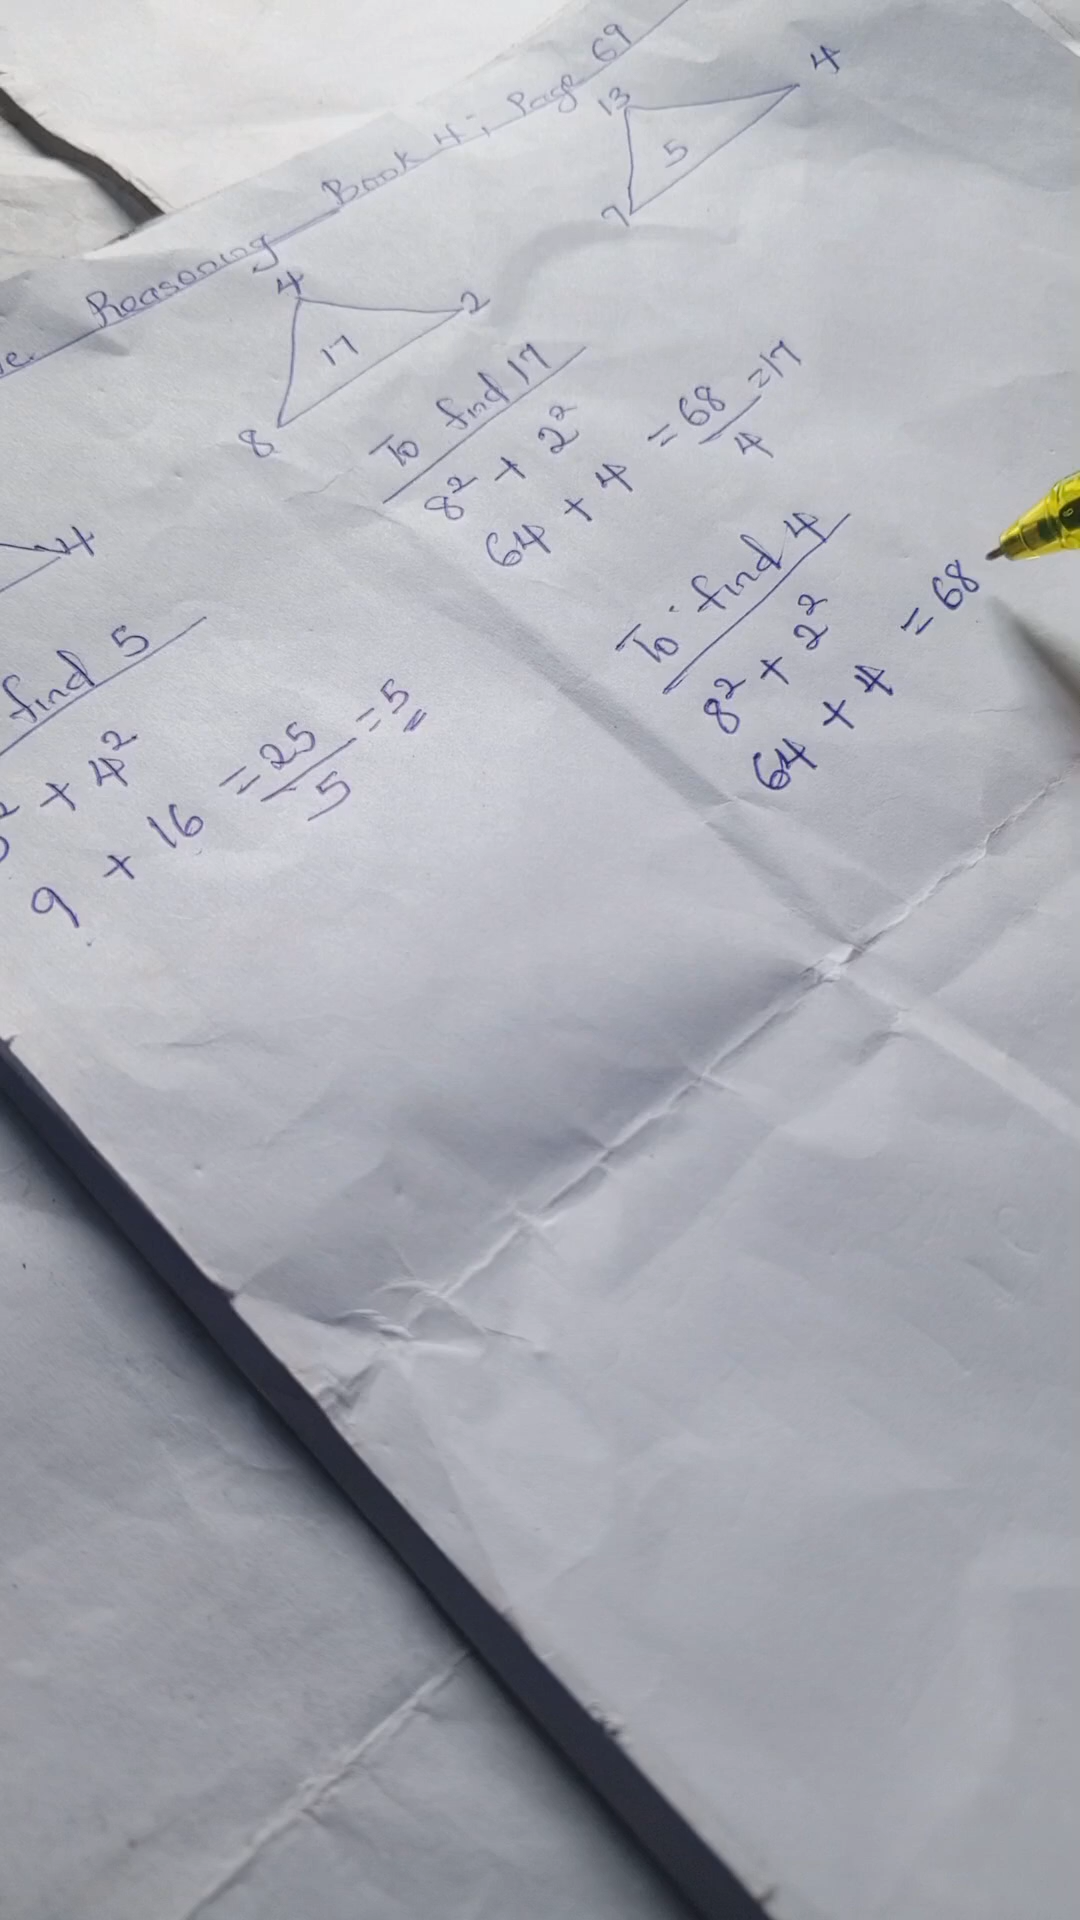 Reasoning Book 4; Page 69
13 4
5
7
4 2
17
8
To find 17
8² + 2²
64 + 4 = 68/4 = 17
4
find 5
² + 4²
9 + 16 = 25/5 = 5
To find 4
8² + 2²
64 + 4 = 68